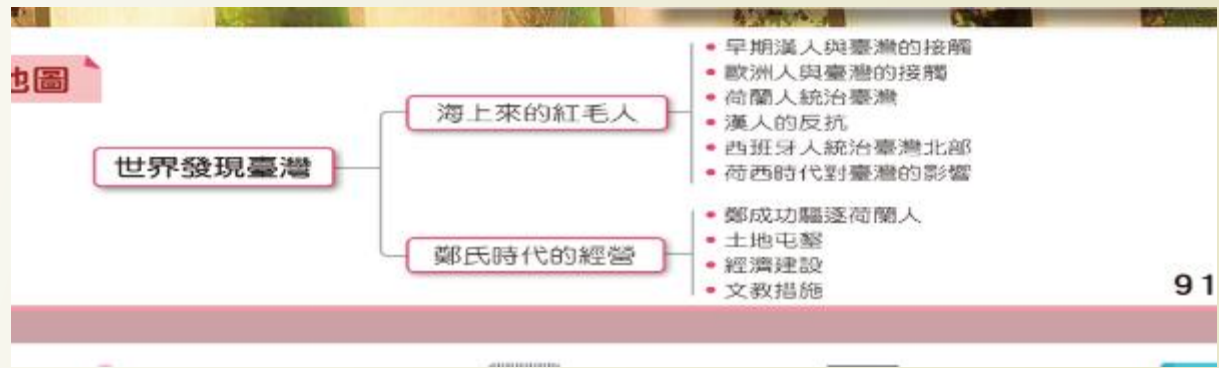 地圖
世界發現臺灣
海上來的紅毛人
• 早期漢人與臺灣的接觸
• 歐洲人與臺灣的接觸
• 荷蘭人統治臺灣
• 漢人的反抗
• 西班牙人統治臺灣北部
• 荷西時代對臺灣的影響
鄭氏時代的經營
• 鄭成功驅逐荷蘭人
• 土地屯墾
• 經濟建設
• 文教措施
91